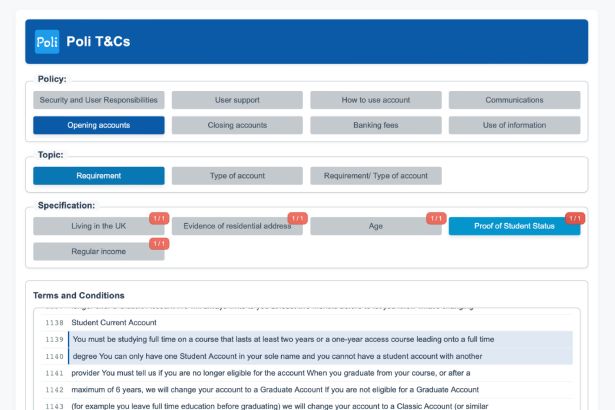 Poli Poli T&Cs
Policy:
Security and User Responsibilities User support How to use account Communications
Opening accounts Closing accounts Banking fees Use of information
Topic:
Requirement Type of account Requirement/ Type of account
Specification:
1 / 1 1 / 1 1 / 1 1 / 1
Living in the UK Evidence of residential address Age Proof of Student Status
1 / 1
Regular income
Terms and Conditions
1138 Student Current Account
1139 You must be studying full time on a course that lasts at least two years or a one-year access course leading onto a full time
1140 degree You can only have one Student Account in your sole name and you cannot have a student account with another
1141 provider You must tell us if you are no longer eligible for the account When you graduate from your course, or after a
1142 maximum of 6 years, we will change your account to a Graduate Account If you are not eligible for a Graduate Account
1143 (for example you leave full time education before graduating) we will change your account to a Classic Account (or similar